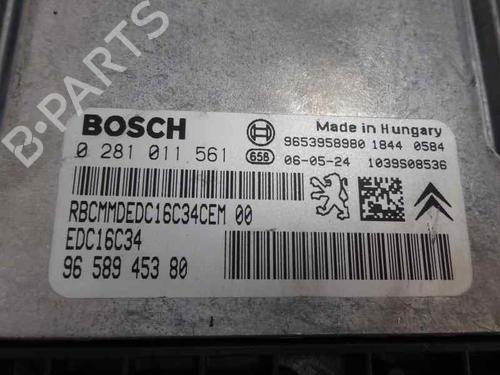 BOSCH
Made in Hungary
9653958980 1844 0584
0 281 011 561
658
06-05-24 1039S08536
RBCMMDEDC16C34CEM 00
EDC16C34
96 589 453 80
B-PARTS